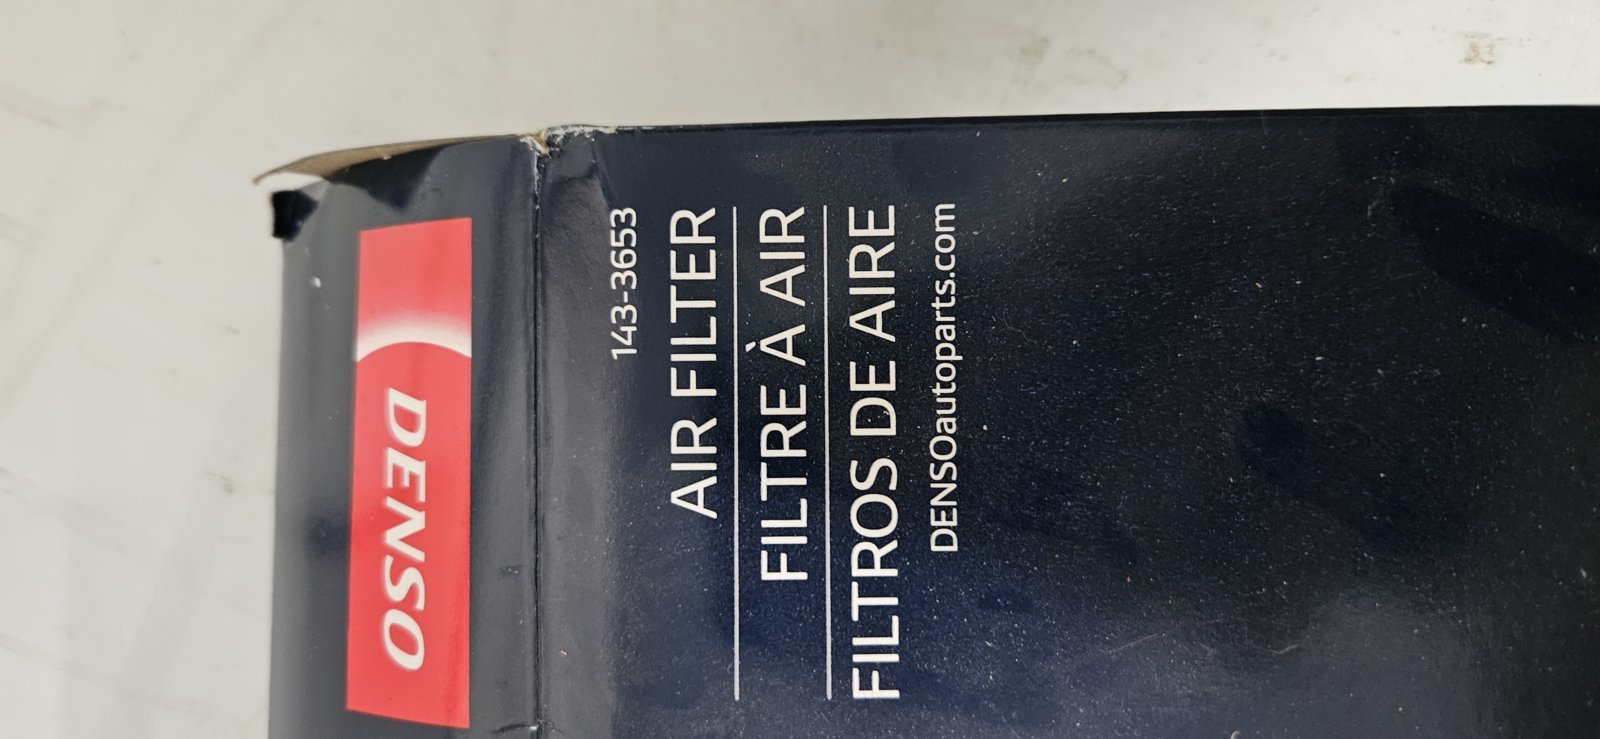 DENSO
143-3653
AIR FILTER
FILTRE À AIR
FILTROS DE AIRE
DENSOautoparts.com